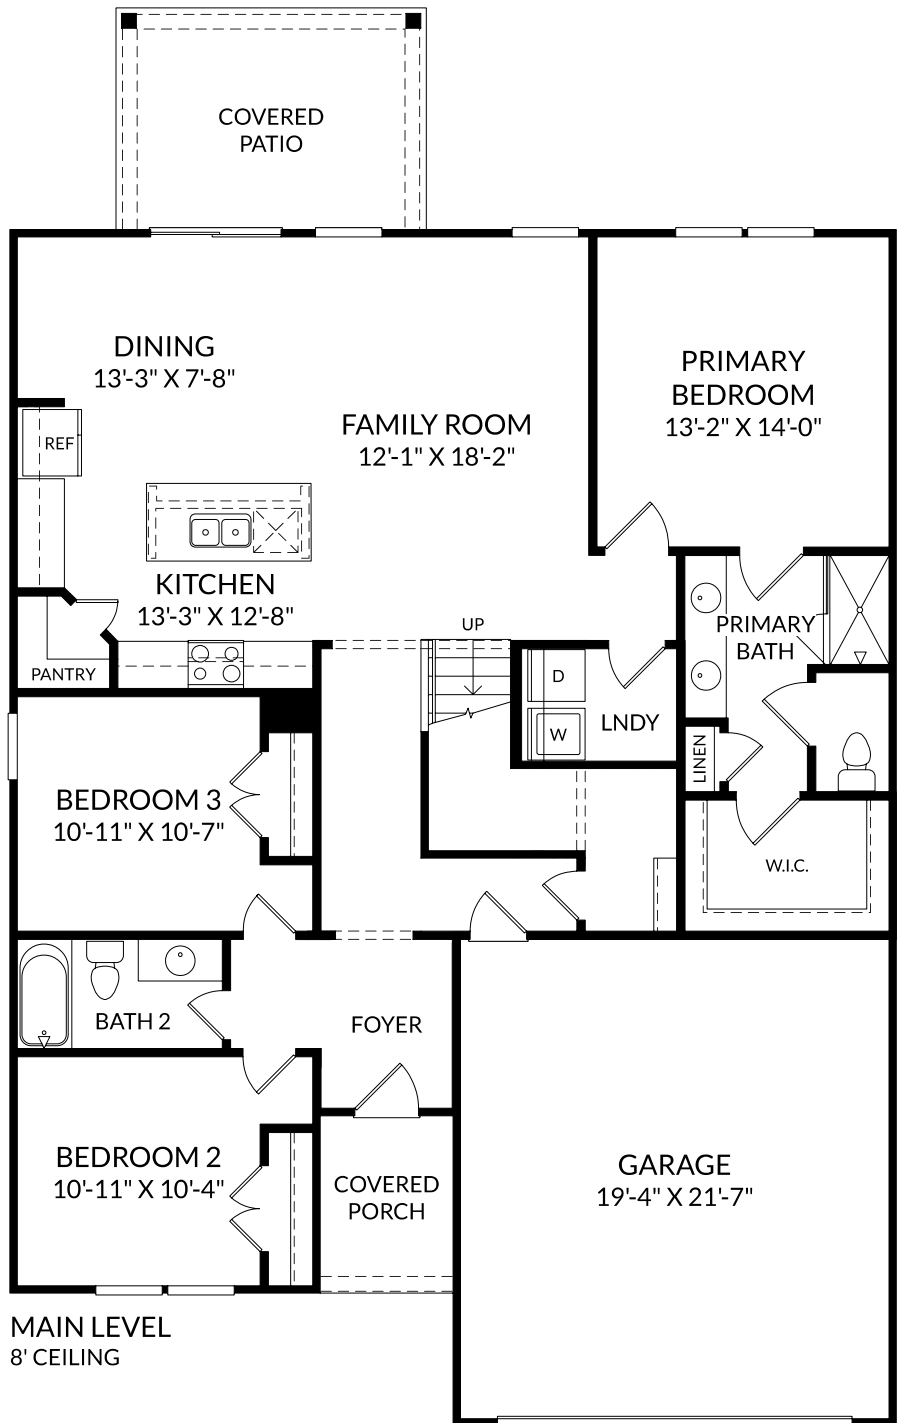 COVERED
PATIO
DINING
13'-3" X 7'-8"
PRIMARY
BEDROOM
13'-2" X 14'-0"
FAMILY ROOM
12'-1" X 18'-2"
REF
KITCHEN
13'-3" X 12'-8"
UP
PRIMARY
BATH
PANTRY
D
W
LNDY
LINEN
BEDROOM 3
10'-11" X 10'-7"
W.I.C.
BATH 2
FOYER
BEDROOM 2
10'-11" X 10'-4"
COVERED
PORCH
GARAGE
19'-4" X 21'-7"
MAIN LEVEL
8' CEILING